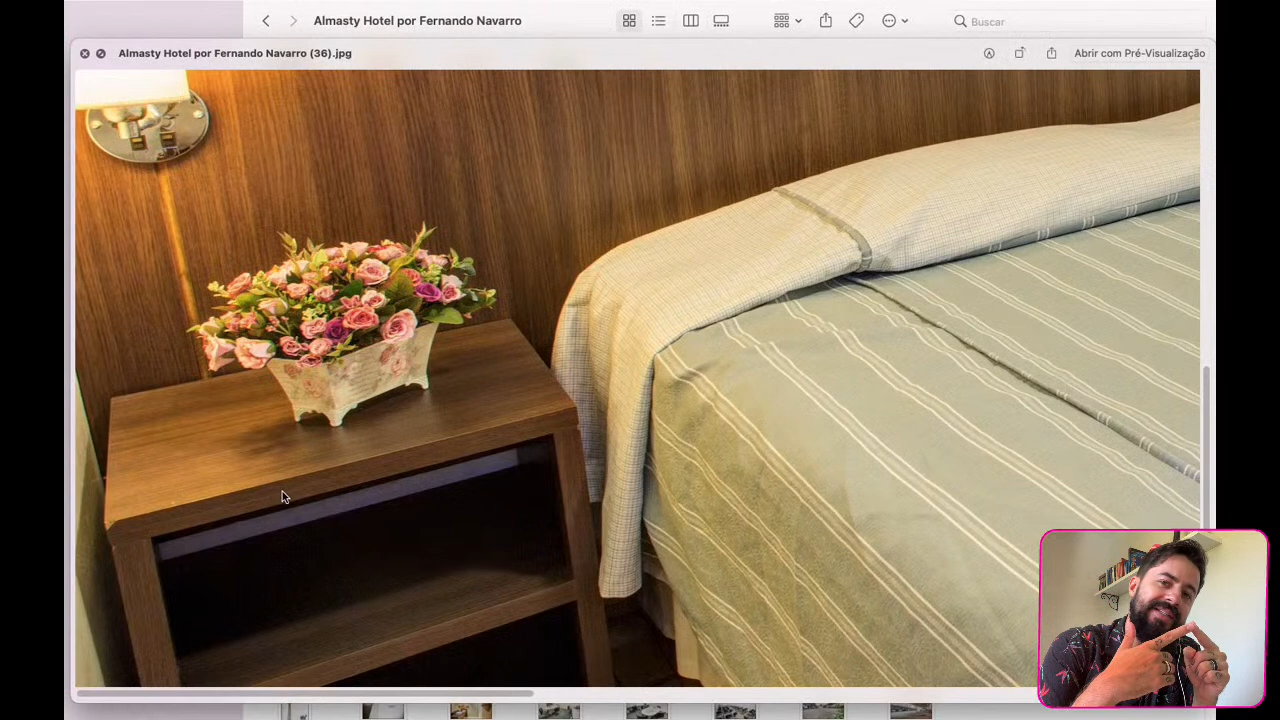 Almasty Hotel por Fernando Navarro
Buscar
Almasty Hotel por Fernando Navarro (36).jpg
Abrir com Pré-Visualização